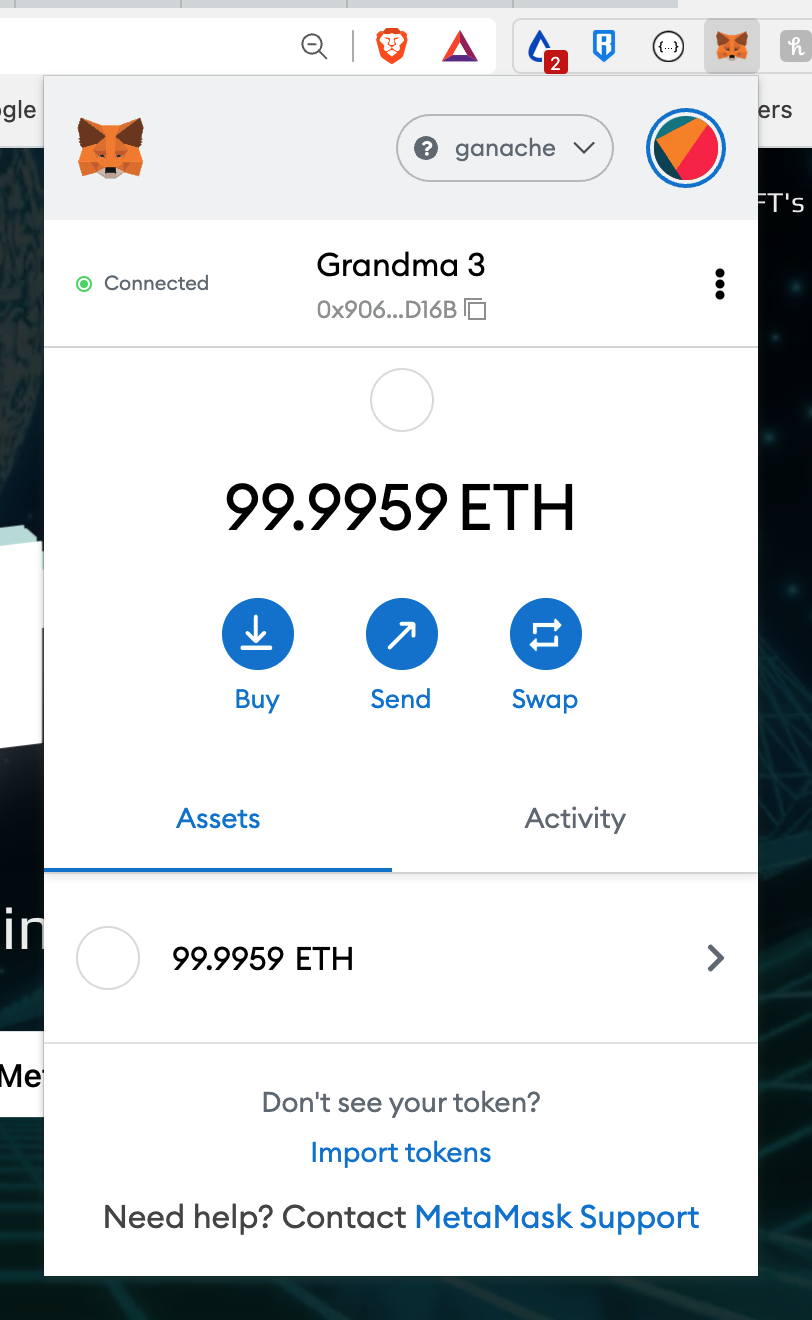 2
{...}
h
gle
ers
? ganache
FT's
Grandma 3
Connected
0x906...D16B
99.9959 ETH
Buy
Send
Swap
Assets
Activity
in
99.9959 ETH
Me
Don't see your token?
Import tokens
Need help? Contact MetaMask Support